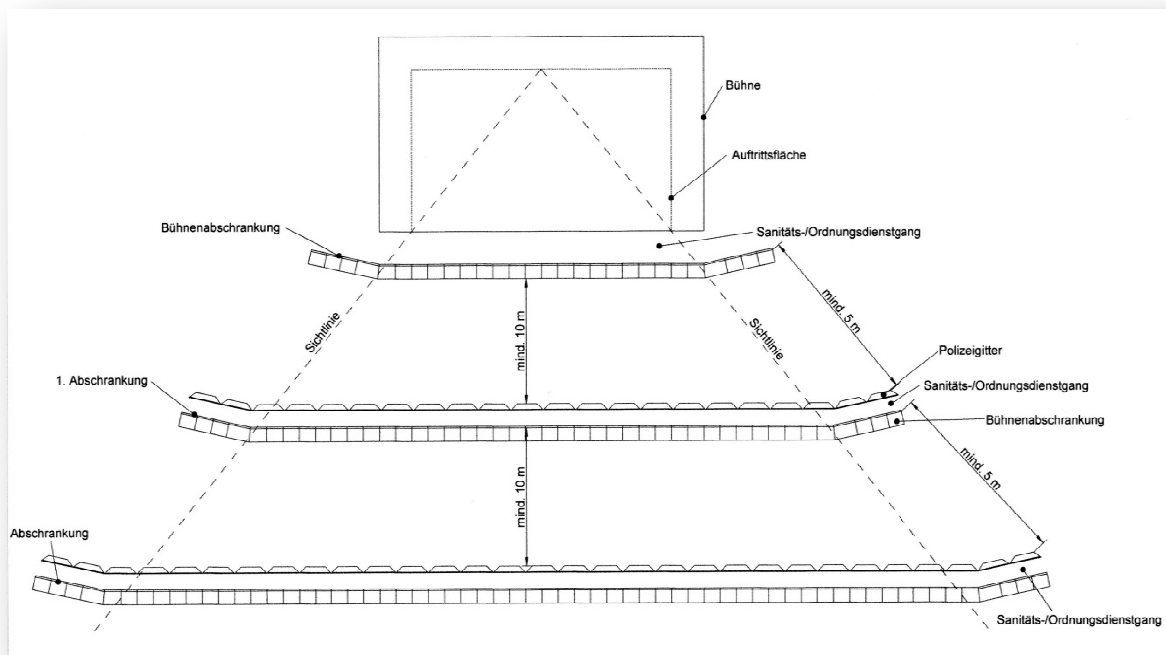 Bühne
Auftrittsfläche
Bühnenabschrankung
Sanitäts-/Ordnungsdienstgang
mind. 10 m
Sichtlinie
Sichtlinie
mind. 5 m
Polizeigitter
1. Abschrankung
Sanitäts-/Ordnungsdienstgang
Bühnenabschrankung
mind. 10 m
mind. 5 m
Abschrankung
Sanitäts-/Ordnungsdienstgang